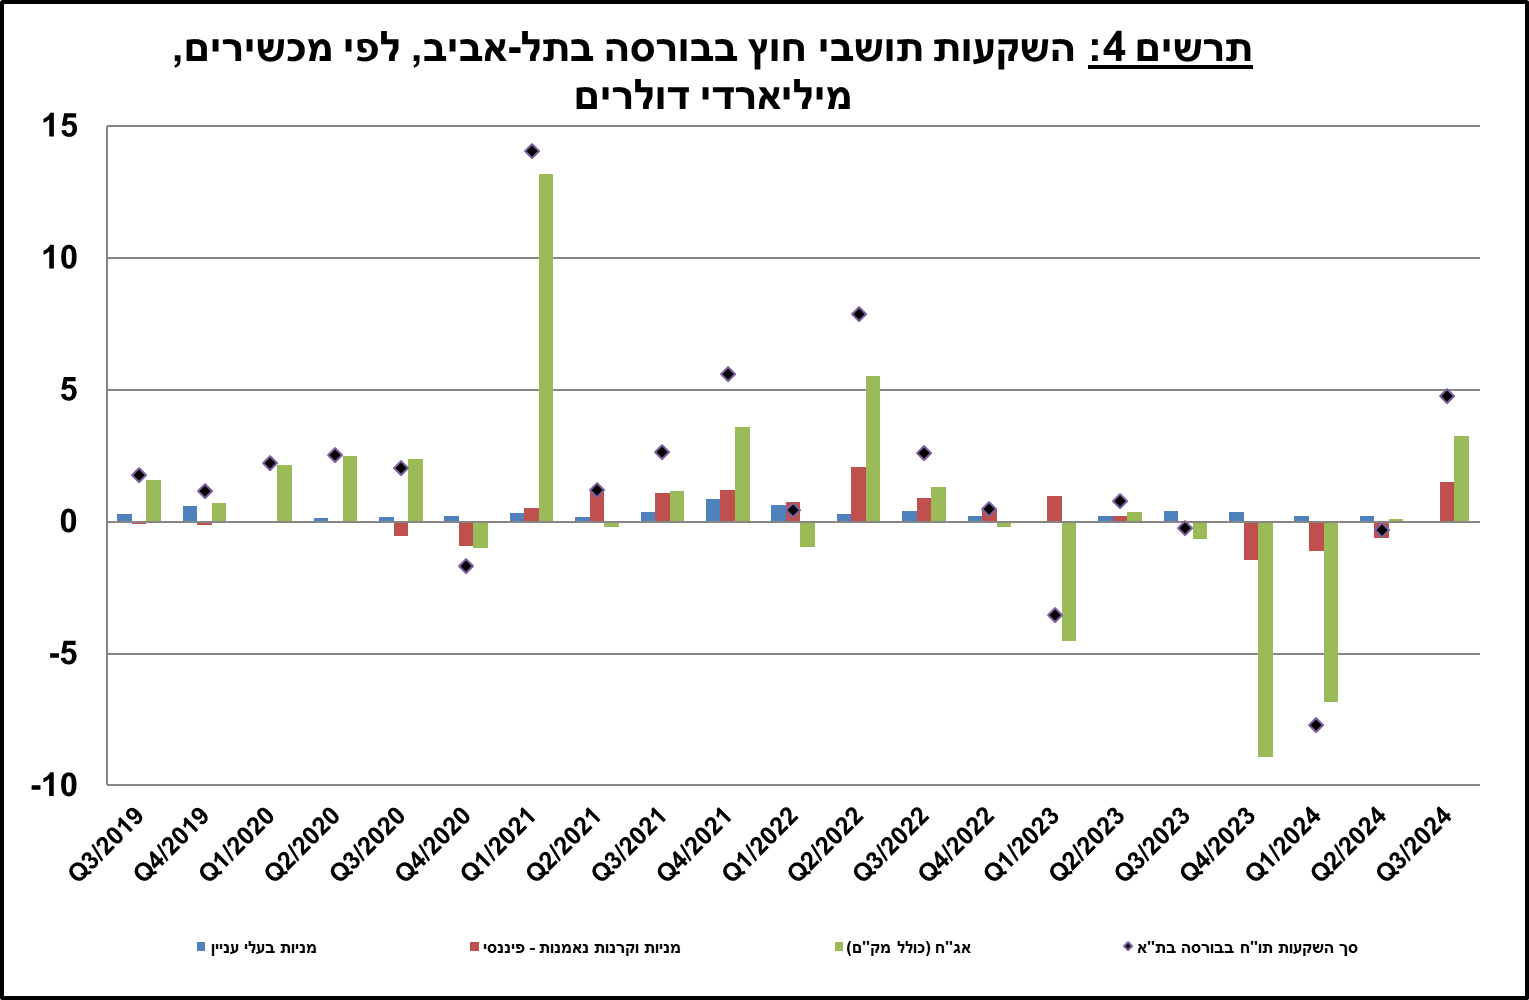 תרשים 4: השקעות תושבי חוץ בבורסה בתל-אביב, לפי מכשירים,
מיליארדי דולרים
15
10
5
0
-5
-10
Q3/2019
Q4/2019
Q1/2020
Q2/2020
Q3/2020
Q4/2020
Q1/2021
Q2/2021
Q3/2021
Q4/2021
Q1/2022
Q2/2022
Q3/2022
Q4/2022
Q1/2023
Q2/2023
Q3/2023
Q4/2023
Q1/2024
Q2/2024
Q3/2024
מניות בעלי עניין
מניות וקרנות נאמנות - פיננסי
אג"ח (כולל מק"ם)
סך השקעות תו"ח בבורסה בת"א